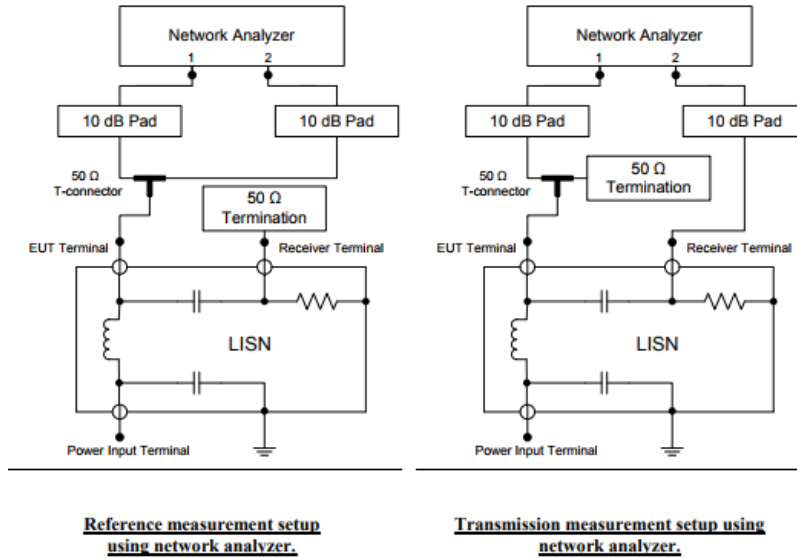 Network Analyzer
1 2
10 dB Pad
10 dB Pad
50 Ω
T-connector
50 Ω
Termination
EUT Terminal
Receiver Terminal
LISN
Power Input Terminal
Reference measurement setup
using network analyzer.
Network Analyzer
1 2
10 dB Pad
10 dB Pad
50 Ω
T-connector
50 Ω
Termination
EUT Terminal
Receiver Terminal
LISN
Power Input Terminal
Transmission measurement setup using
network analyzer.